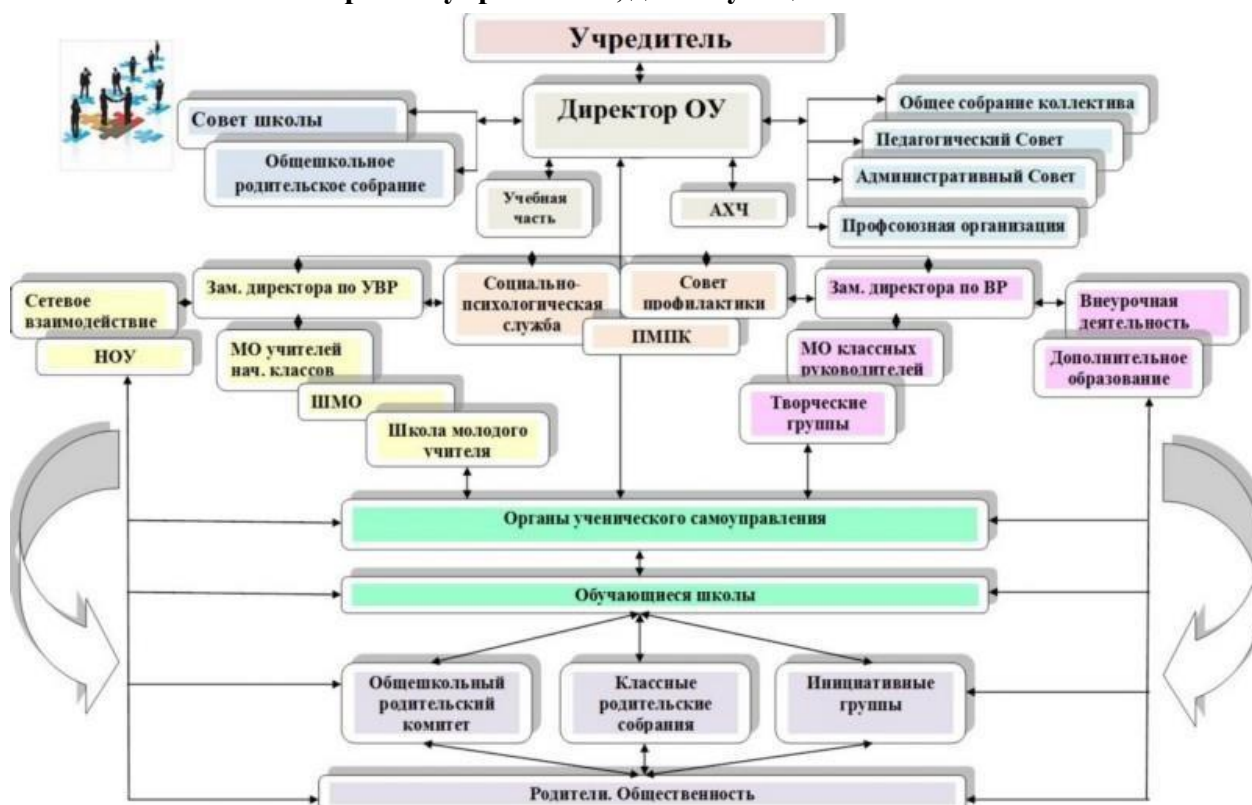 Учредитель
Директор ОУ
Совет школы
Общешкольное
родительское собрание
Общее собрание коллектива
Педагогический Совет
Административный Совет
Профсоюзная организация
Учебная
часть
АХЧ
Сетевое
взаимодействие
НОУ
Зам. директора по УВР
МО учителей
нач. классов
ШМО
Школа молодого
учителя
Социально-
психологическая
служба
Совет
профилактики
ПМПК
Зам. директора по ВР
МО классных
руководителей
Творческие
группы
Внеурочная
деятельность
Дополнительное
образование
Органы ученического самоуправления
Обучающиеся школы
Общешкольный
родительский
комитет
Классные
родительские
собрания
Инициативные
группы
Родители. Общественность